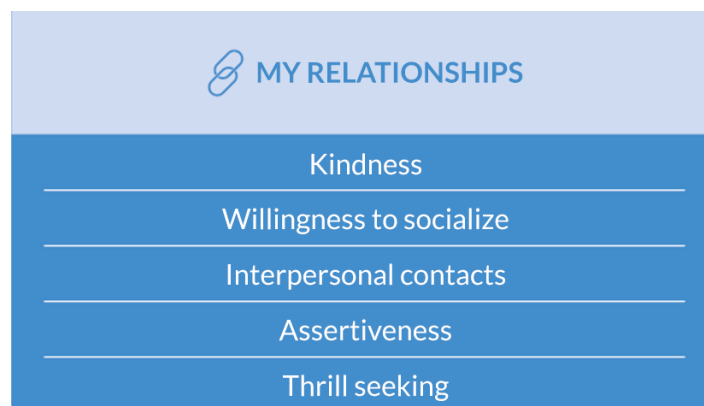 MY RELATIONSHIPS
Kindness
Willingness to socialize
Interpersonal contacts
Assertiveness
Thrill seeking